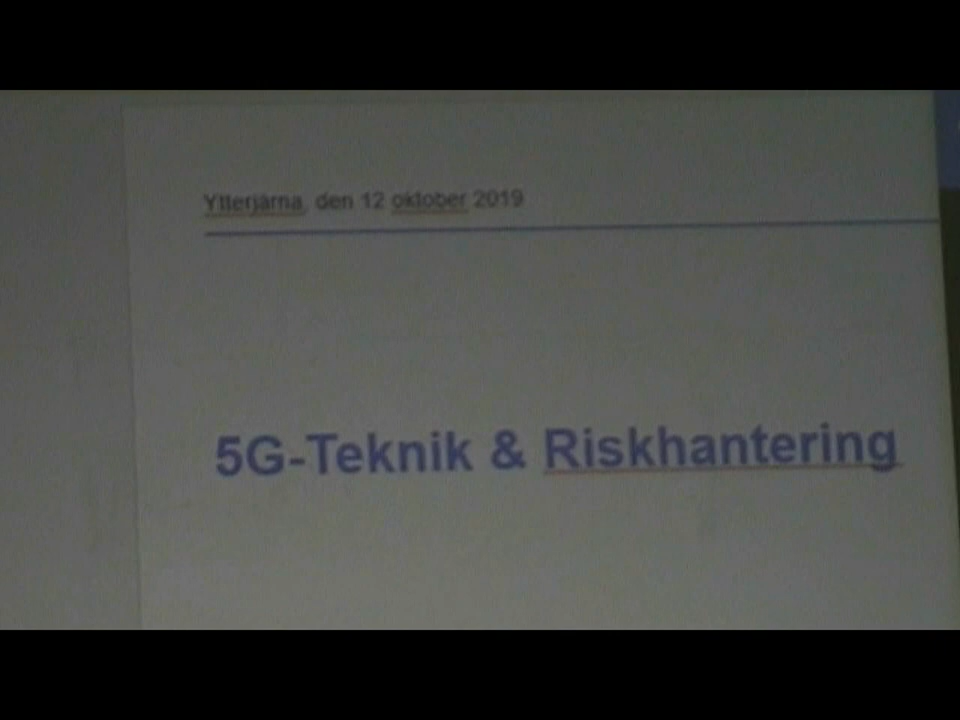 Ytterjärna, den 12 oktober 2019
5G-Teknik & Riskhantering